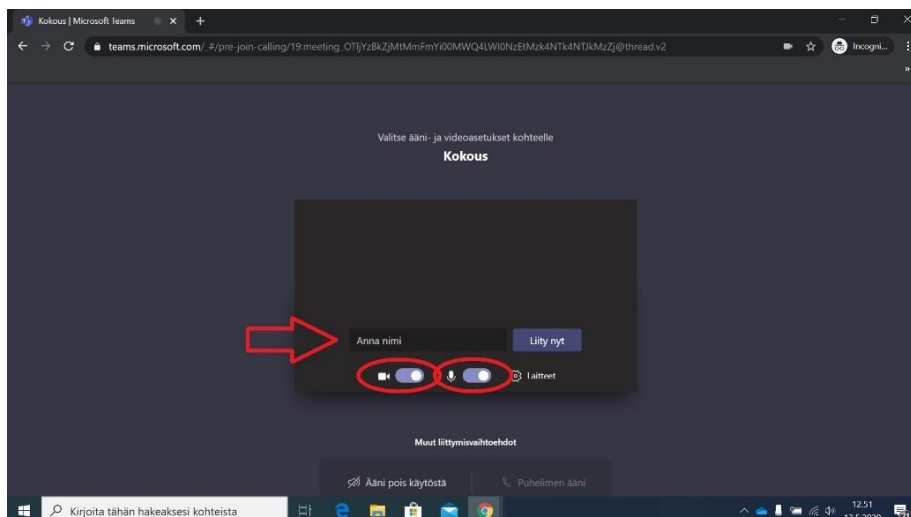 Kokous | Microsoft Teams
teams.microsoft.com/_#/pre-join-calling/19:meeting_OTljYzBkZjMtMmFmYi00MWQ4LWI0NzEtMzk4NTk4NTJkMzZj@thread.v2
Incogni...
Valitse ääni- ja videoasetukset kohteelle
Kokous
Anna nimi
Liity nyt
Laitteet
Muut liittymisvaihtoehdot
Ääni pois käytöstä
Puhelimen ääni
Kirjoita tähän hakeaksesi kohteista
12.51